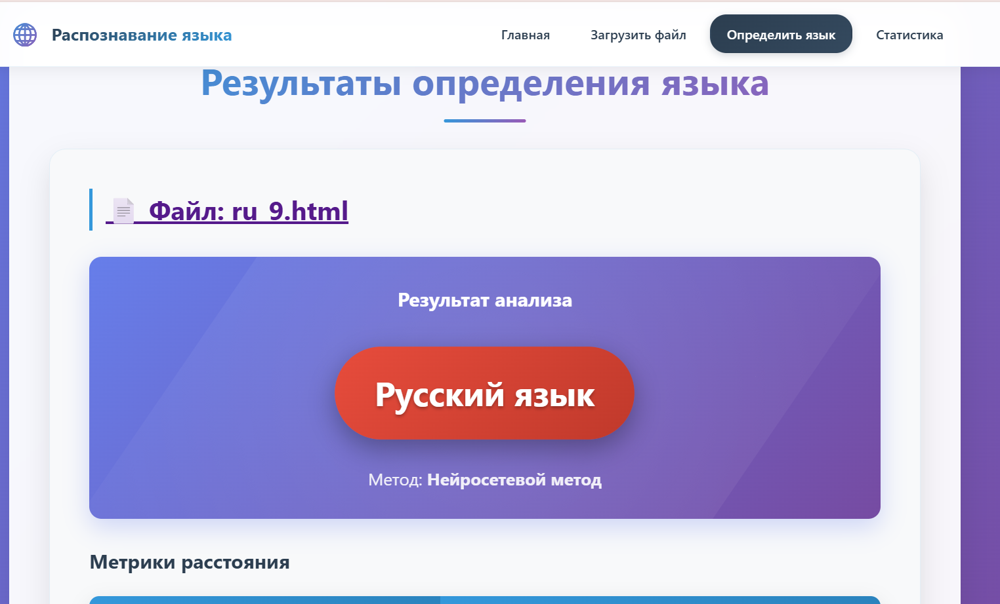 Распознавание языка
Главная
Загрузить файл
Определить язык
Статистика
Результаты определения языка
Файл: ru_9.html
Результат анализа
Русский язык
Метод: Нейросетевой метод
Метрики расстояния